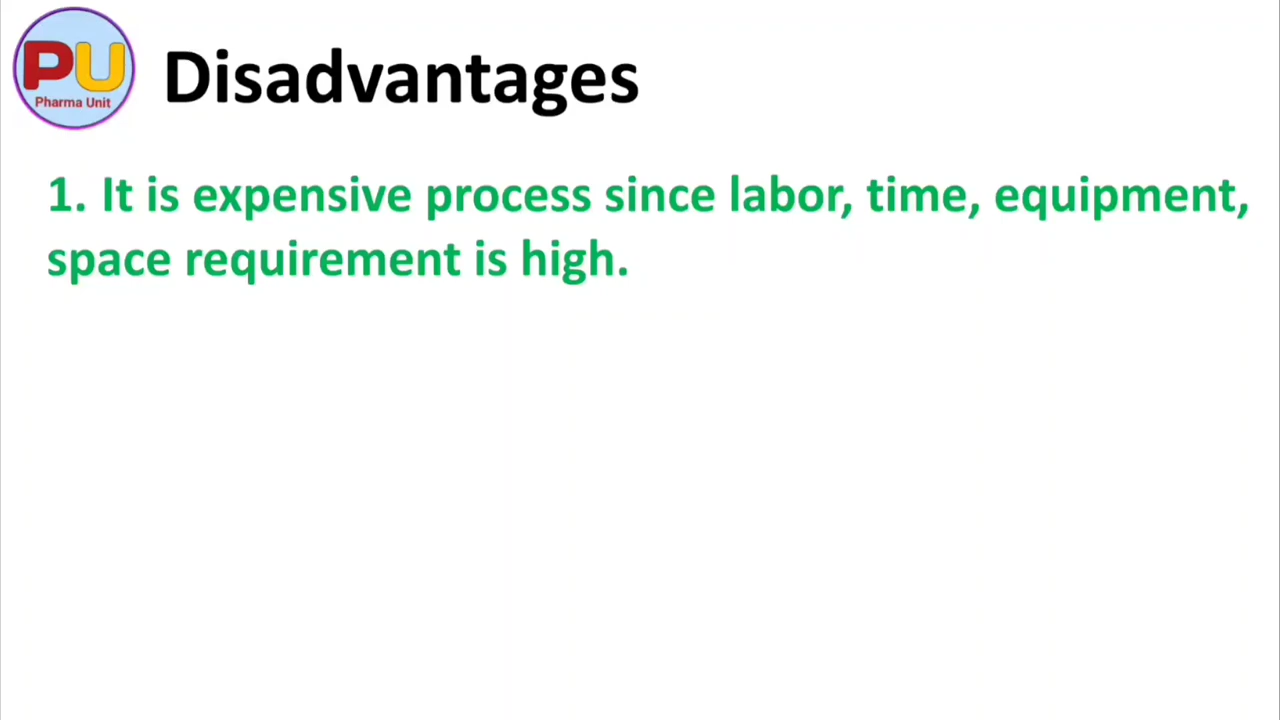 PU
Pharma Unit
Disadvantages
1. It is expensive process since labor, time, equipment,
space requirement is high.